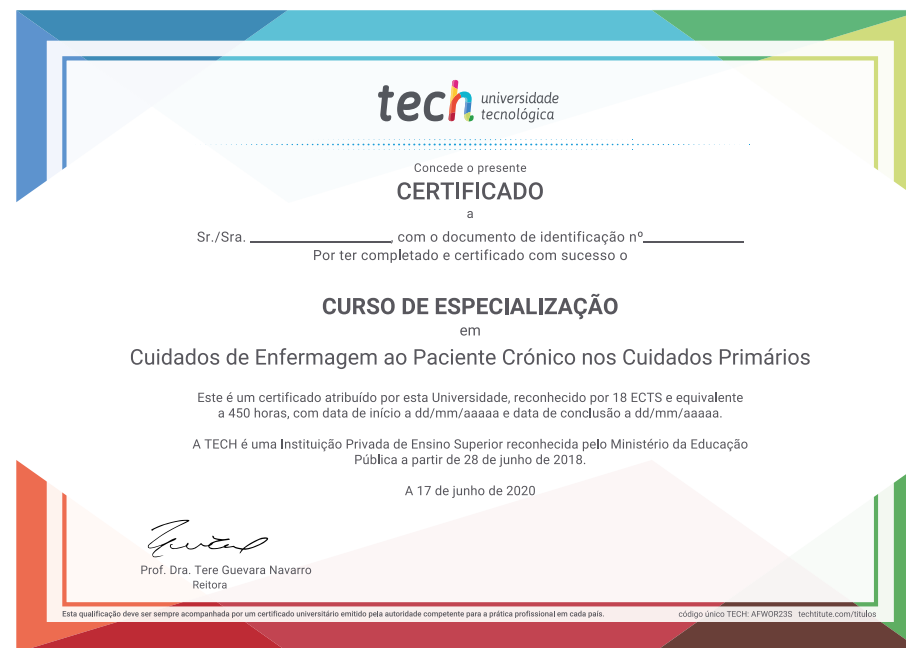 tech universidade
tecnológica
Concede o presente
CERTIFICADO
a
Sr./Sra. ____________________, com o documento de identificação nº______________
Por ter completado e certificado com sucesso o
CURSO DE ESPECIALIZAÇÃO
em
Cuidados de Enfermagem ao Paciente Crónico nos Cuidados Primários
Este é um certificado atribuído por esta Universidade, reconhecido por 18 ECTS e equivalente
a 450 horas, com data de início a dd/mm/aaaaa e data de conclusão a dd/mm/aaaaa.
A TECH é uma Instituição Privada de Ensino Superior reconhecida pelo Ministério da Educação
Pública a partir de 28 de junho de 2018.
A 17 de junho de 2020
Prof. Dra. Tere Guevara Navarro
Reitora
Esta qualificação deve ser sempre acompanhada por um certificado universitário emitido pela autoridade competente para a prática profissional em cada país.
código único TECH: AFWOR23S techtitute.com/titulos